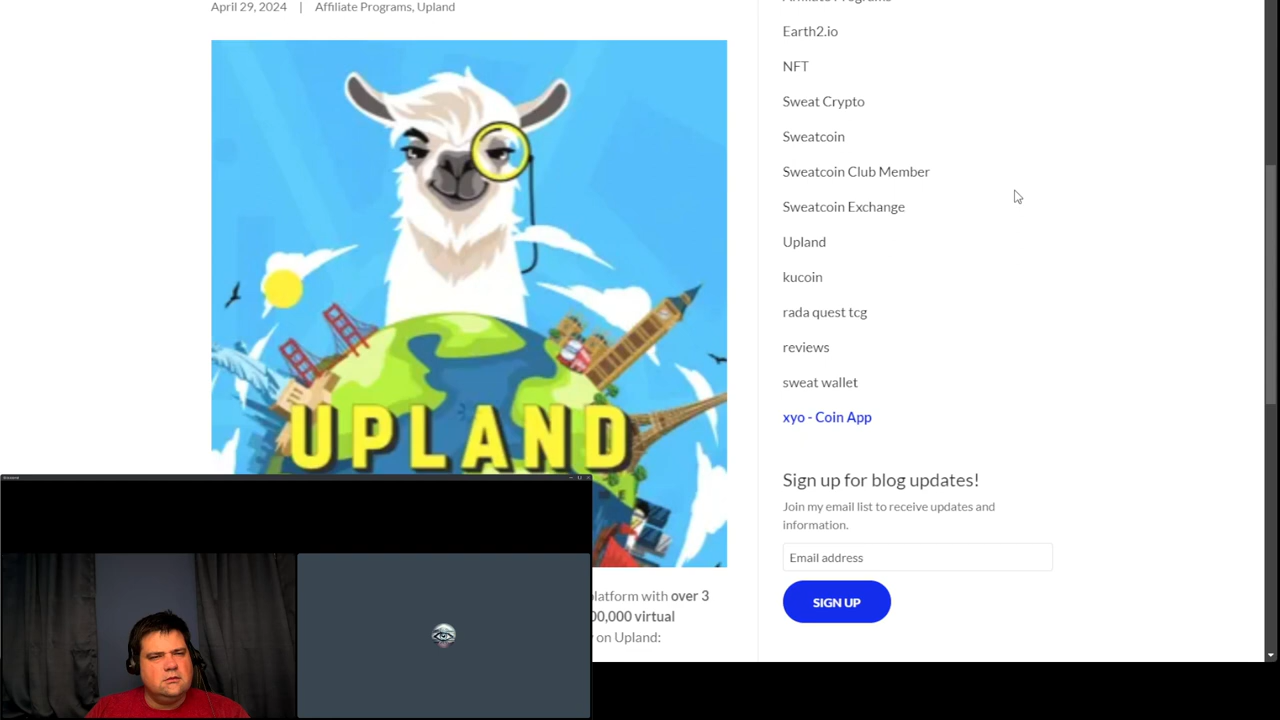 April 29, 2024 | Affiliate Programs, Upland
UPLAND
platform with over 3
00,000 virtual
on Upland:
Affiliate Programs
Earth2.io
NFT
Sweat Crypto
Sweatcoin
Sweatcoin Club Member
Sweatcoin Exchange
Upland
kucoin
rada quest tcg
reviews
sweat wallet
xyo - Coin App
Sign up for blog updates!
Join my email list to receive updates and
information.
Email address
SIGN UP